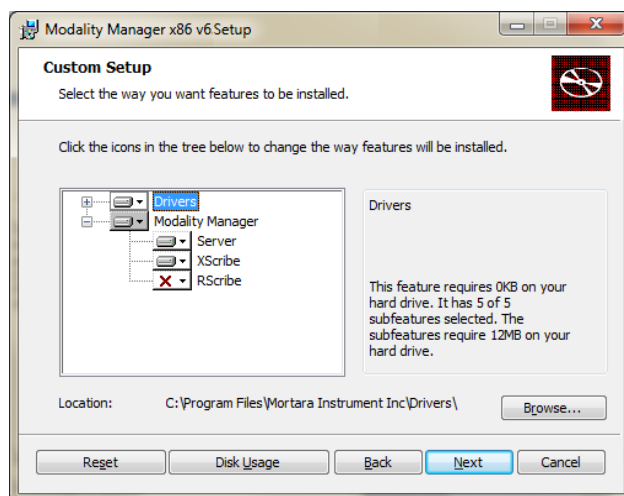 Modality Manager x86 v6.Setup
Custom Setup
Select the way you want features to be installed.
Click the icons in the tree below to change the way features will be installed.
Drivers
Modality Manager
Server
XScribe
RScribe
Drivers
This feature requires 0KB on your
hard drive. It has 5 of 5
subfeatures selected. The
subfeatures require 12MB on your
hard drive.
Location: C:\Program Files\Mortara Instrument Inc\Drivers\
Browse...
Reset Disk Usage Back Next Cancel